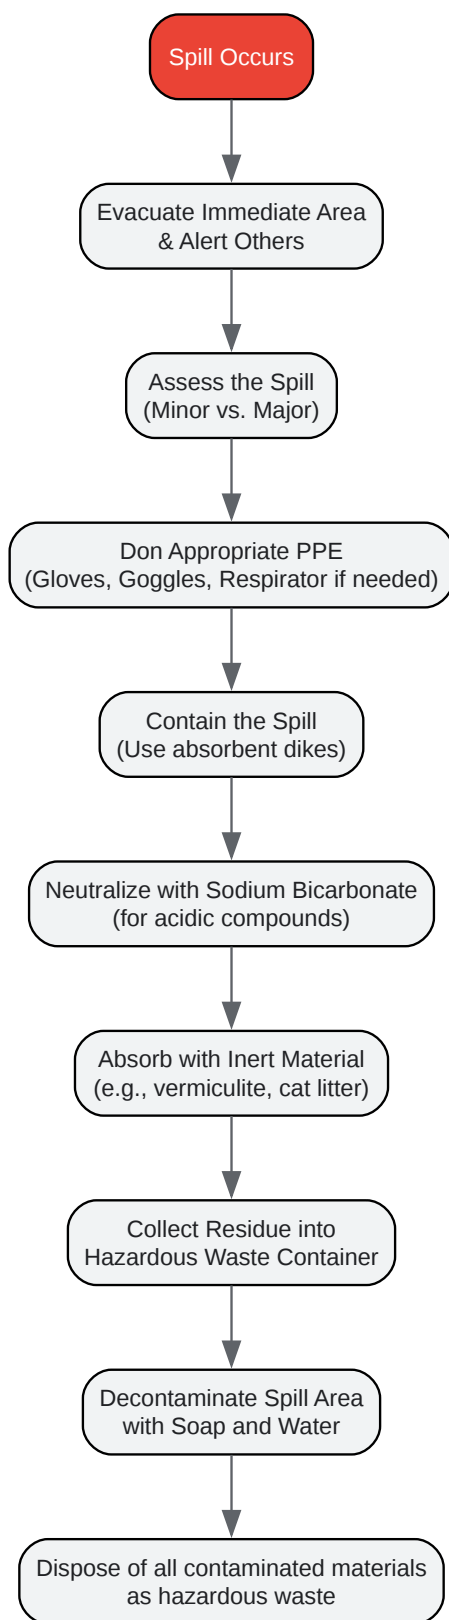 Spill Occurs
Evacuate Immediate Area
& Alert Others
Assess the Spill
(Minor vs. Major)
Don Appropriate PPE
(Gloves, Goggles, Respirator if needed)
Contain the Spill
(Use absorbent dikes)
Neutralize with Sodium Bicarbonate
(for acidic compounds)
Absorb with Inert Material
(e.g., vermiculite, cat litter)
Collect Residue into
Hazardous Waste Container
Decontaminate Spill Area
with Soap and Water
Dispose of all contaminated materials
as hazardous waste